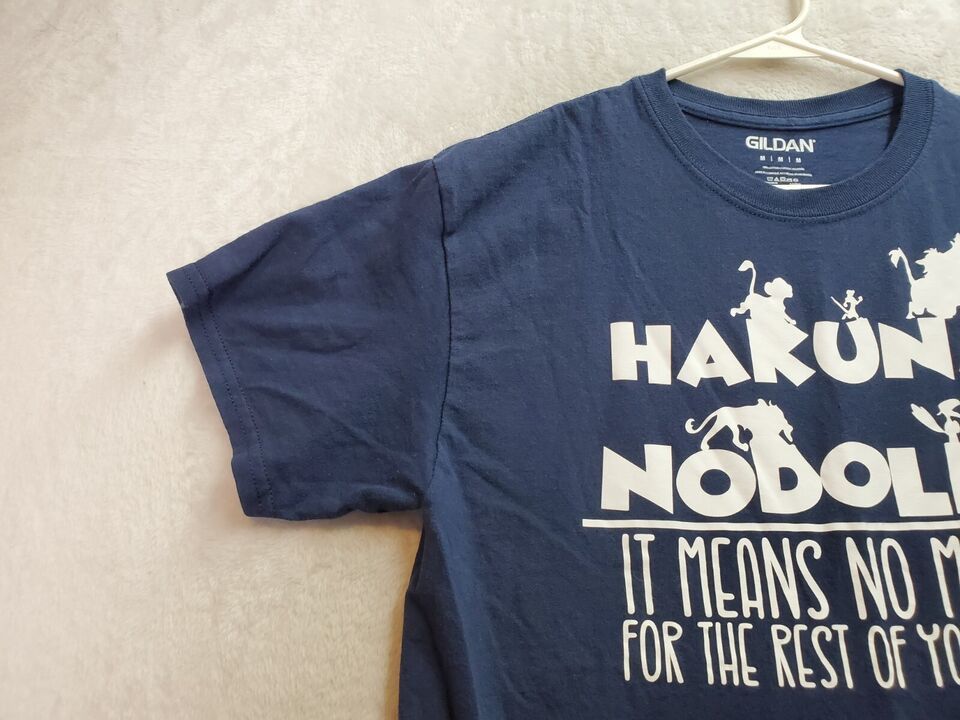 GILDAN
M | M | M
HAKUN
NODOL
IT MEANS NO M
FOR THE REST OF YO